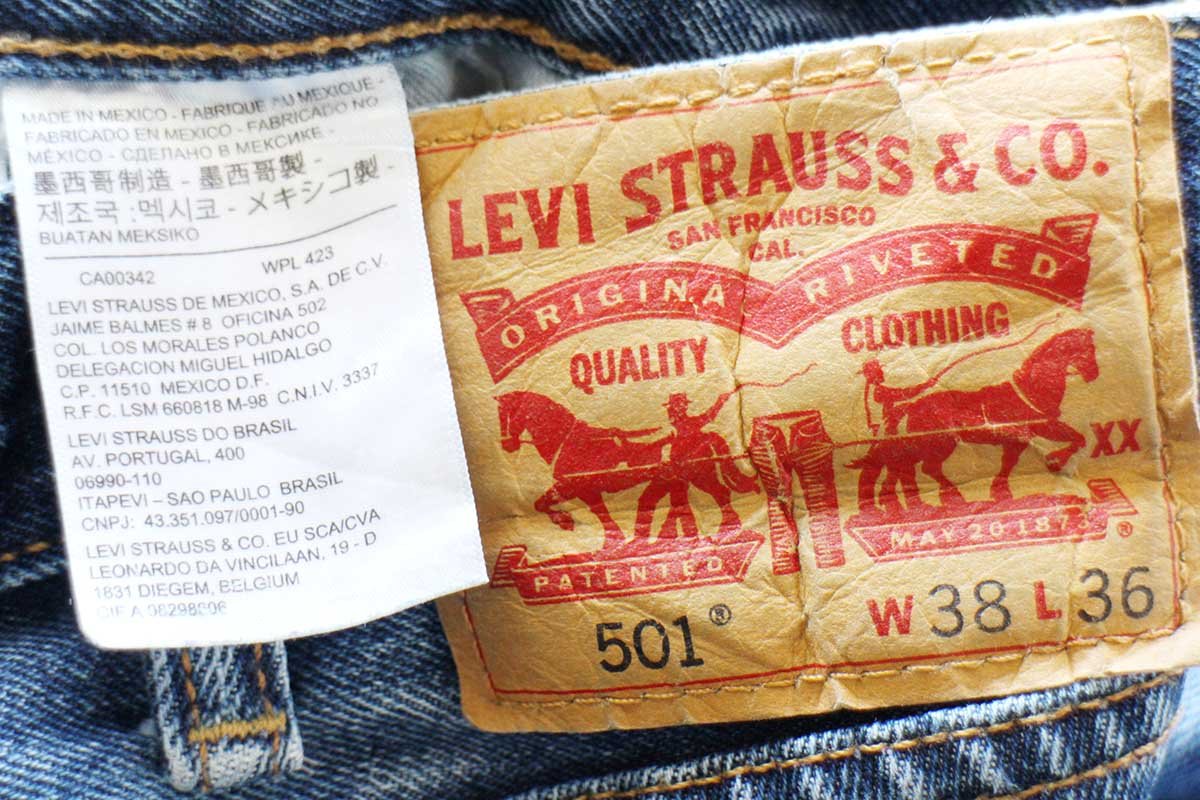 MADE IN MEXICO - FABRIQUE AU MEXIQUE -
FABRICADO EN MEXICO - FABRICADO NO
MÉXICO - СДЕЛАНО В МЕКСИКЕ -
墨西哥制造 - 墨西哥製 -
제조국 :멕시코 - メキシコ製 -
BUATAN MEKSIKO
CA00342 WPL 423
LEVI STRAUSS DE MEXICO, S.A. DE C.V.
JAIME BALMES # 8 OFICINA 502
COL. LOS MORALES POLANCO
DELEGACION MIGUEL HIDALGO
C.P. 11510 MEXICO D.F.
R.F.C. LSM 660818 M-98 C.N.I.V. 3337
LEVI STRAUSS DO BRASIL
AV. PORTUGAL, 400
06990-110
ITAPEVI – SAO PAULO BRASIL
CNPJ: 43.351.097/0001-90
LEVI STRAUSS & CO. EU SCA/CVA
LEONARDO DA VINCILAAN, 19 - D
1831 DIEGEM, BELGIUM
CIF A 08298806
LEVI STRAUSS & CO.
SAN FRANCISCO
CAL.
ORIGINAL RIVETED
QUALITY CLOTHING
XX
PATENTED MAY 20 1873 ®
501® W 38 L 36